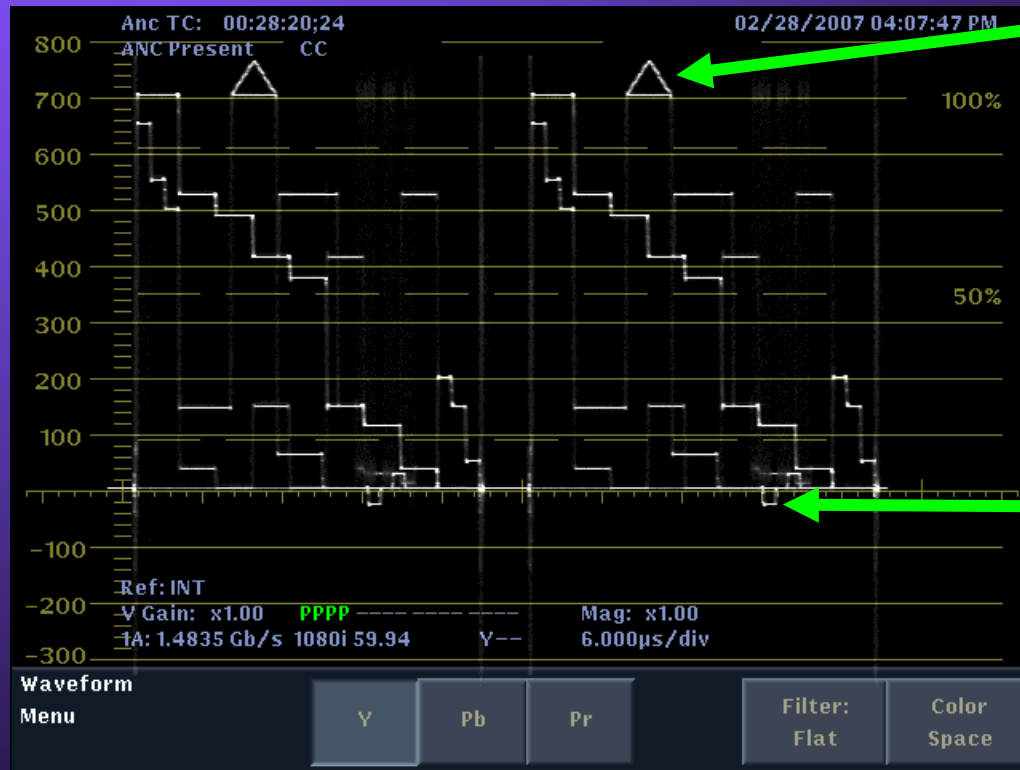 Anc TC: 00:28:20;24 02/28/2007 04:07:47 PM
800 ANC Present CC
700 100%
600
500
400
50%
300
200
100
-100
Ref: INT
-200 V Gain: x1.00 PPPP ---- ---- ---- Mag: x1.00
1A: 1.4835 Gb/s 1080i 59.94 Y-- 6.000µs/div
-300
Waveform
Menu Y Pb Pr
Filter: Color
Flat Space